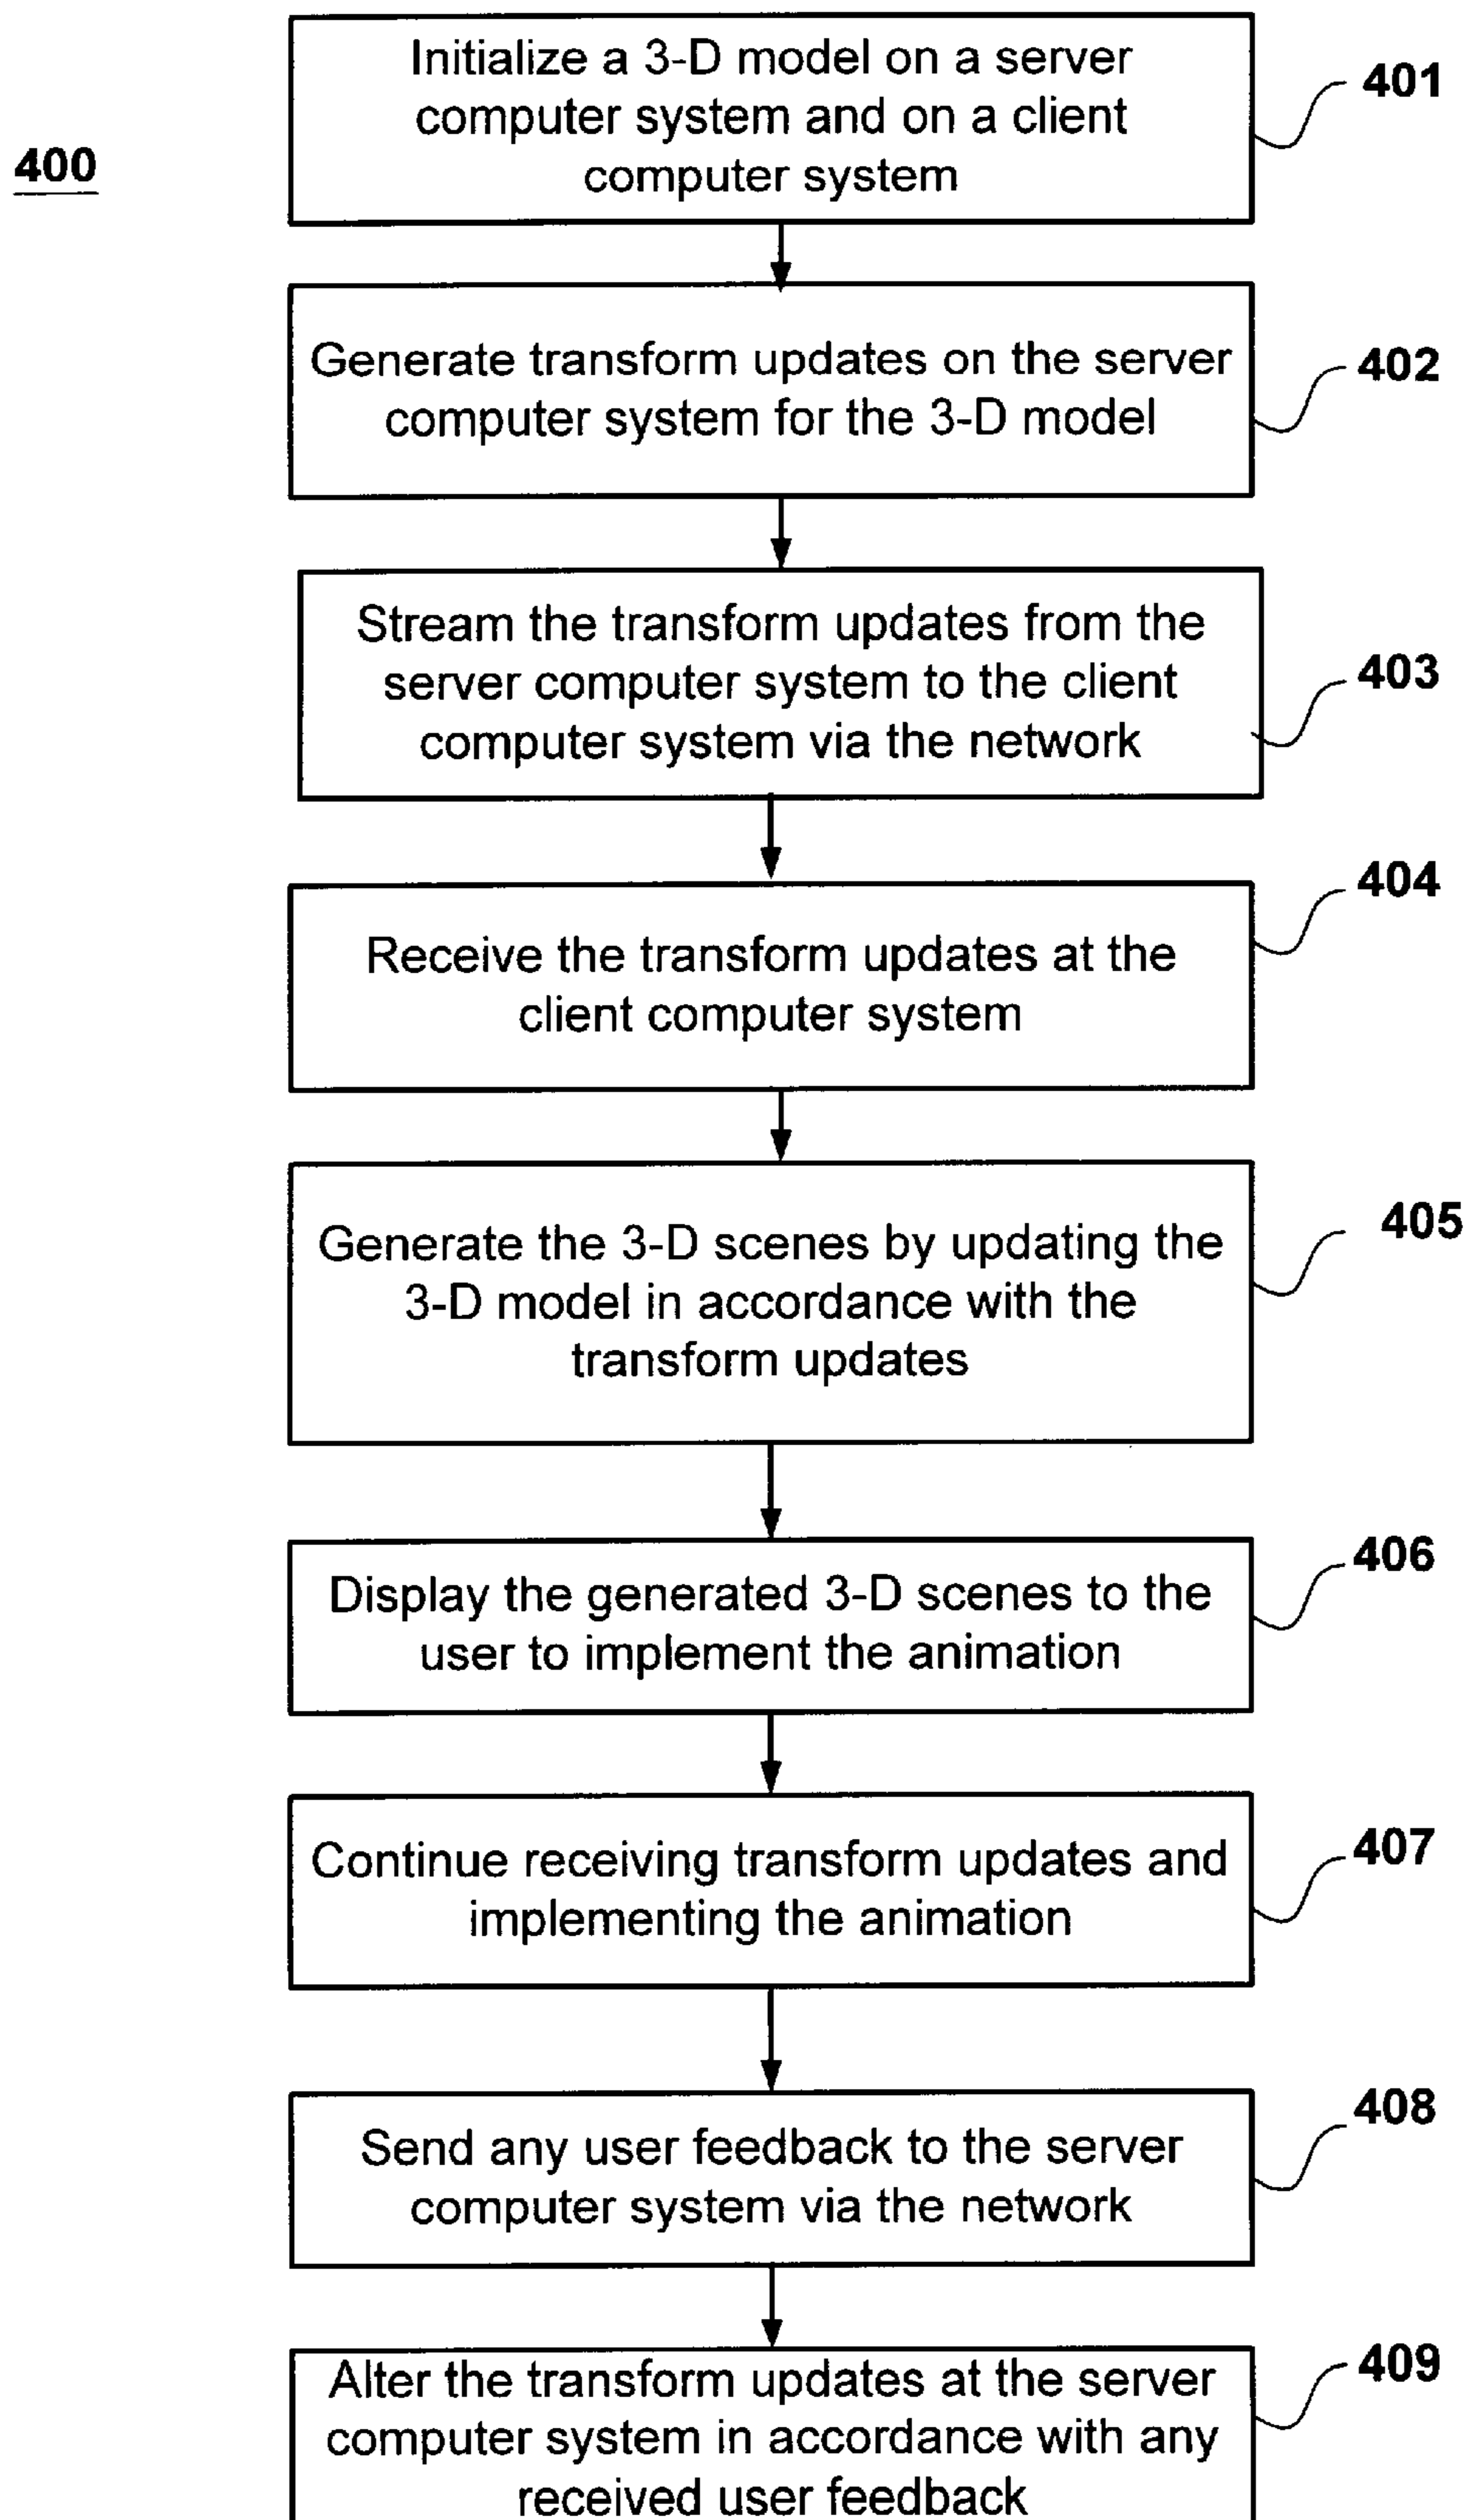 Initialize a 3-D model on a server
computer system and on a client
computer system
401
400
Generate transform updates on the server
computer system for the 3-D model
402
Stream the transform updates from the
server computer system to the client
computer system via the network
403
404
Receive the transform updates at the
client computer system
405
Generate the 3-D scenes by updating the
3-D model in accordance with the
transform updates
406
Display the generated 3-D scenes to the
user to implement the animation
407
Continue receiving transform updates and
implementing the animation
408
Send any user feedback to the server
computer system via the network
409
Alter the transform updates at the server
computer system in accordance with any
received user feedback